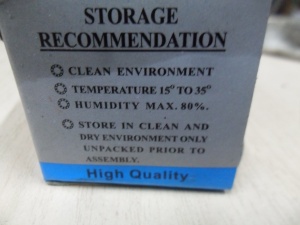 STORAGE
RECOMMENDATION
CLEAN ENVIRONMENT
TEMPERATURE 15° TO 35°
HUMIDITY MAX. 80%.
STORE IN CLEAN AND
DRY ENVIRONMENT ONLY
UNPACKED PRIOR TO
ASSEMBLY.
High Quality